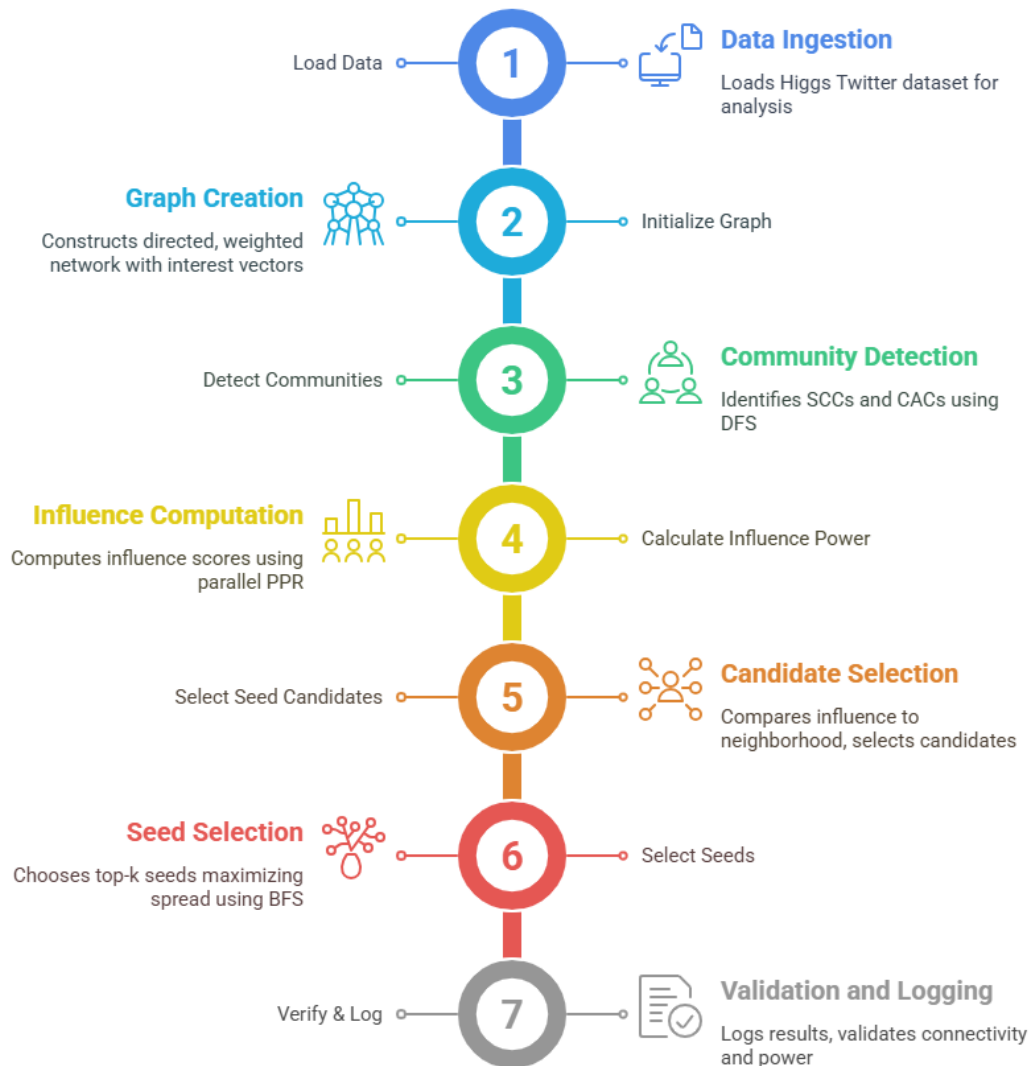 Load Data
1
Data Ingestion
Loads Higgs Twitter dataset for
analysis
Graph Creation
Constructs directed, weighted
network with interest vectors
2
Initialize Graph
Detect Communities
3
Community Detection
Identifies SCCs and CACs using
DFS
Influence Computation
Computes influence scores using
parallel PPR
4
Calculate Influence Power
Select Seed Candidates
5
Candidate Selection
Compares influence to
neighborhood, selects candidates
Seed Selection
Chooses top-k seeds maximizing
spread using BFS
6
Select Seeds
Verify & Log
7
Validation and Logging
Logs results, validates connectivity
and power